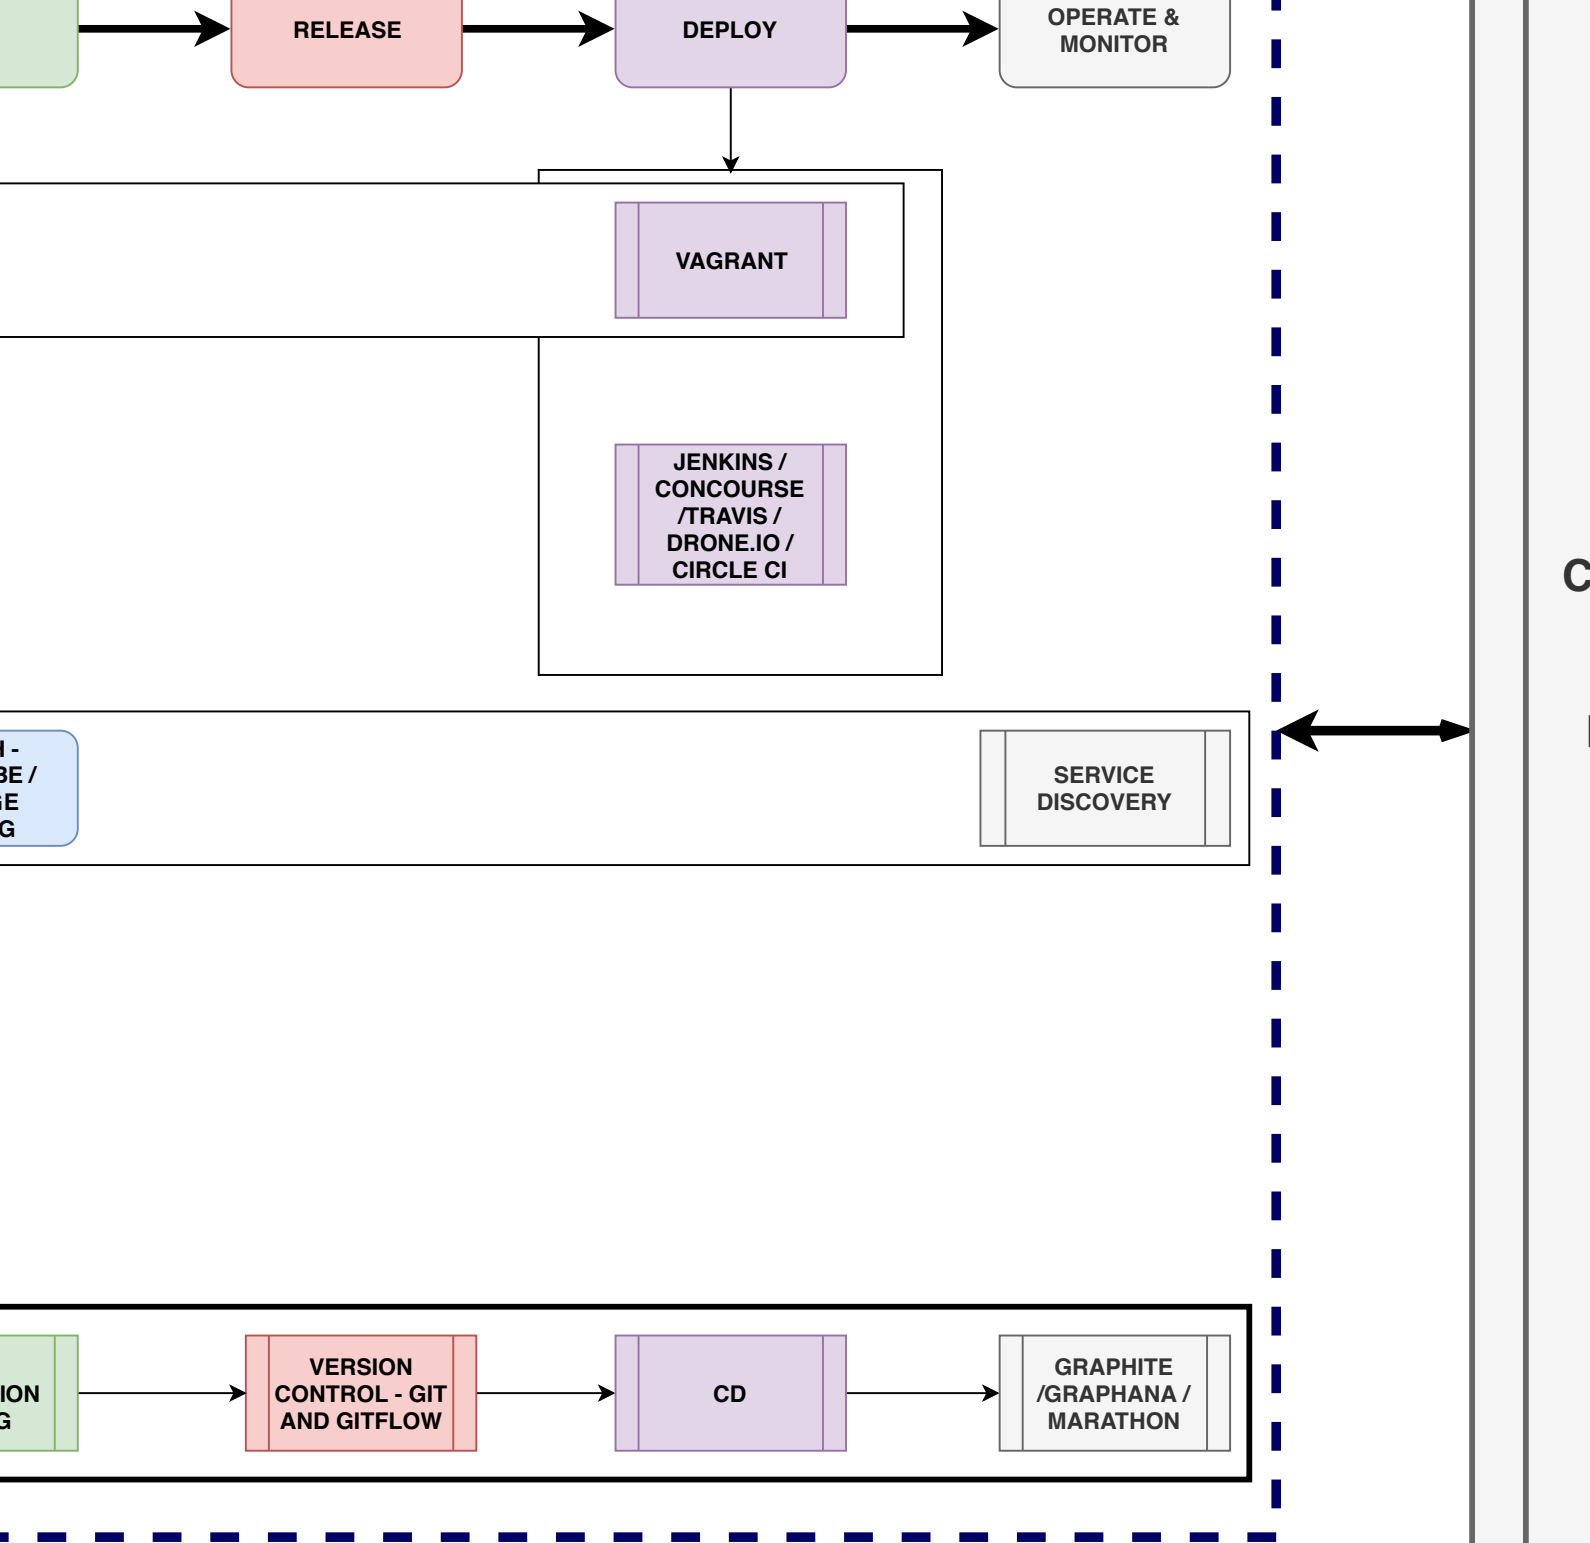 RELEASE
DEPLOY
OPERATE &
MONITOR
VAGRANT
JENKINS /
CONCOURSE
/TRAVIS /
DRONE.IO /
CIRCLE CI
SERVICE
DISCOVERY
VERSION
CONTROL - GIT
AND GITFLOW
CD
GRAPHITE
/GRAPHANA /
MARATHON